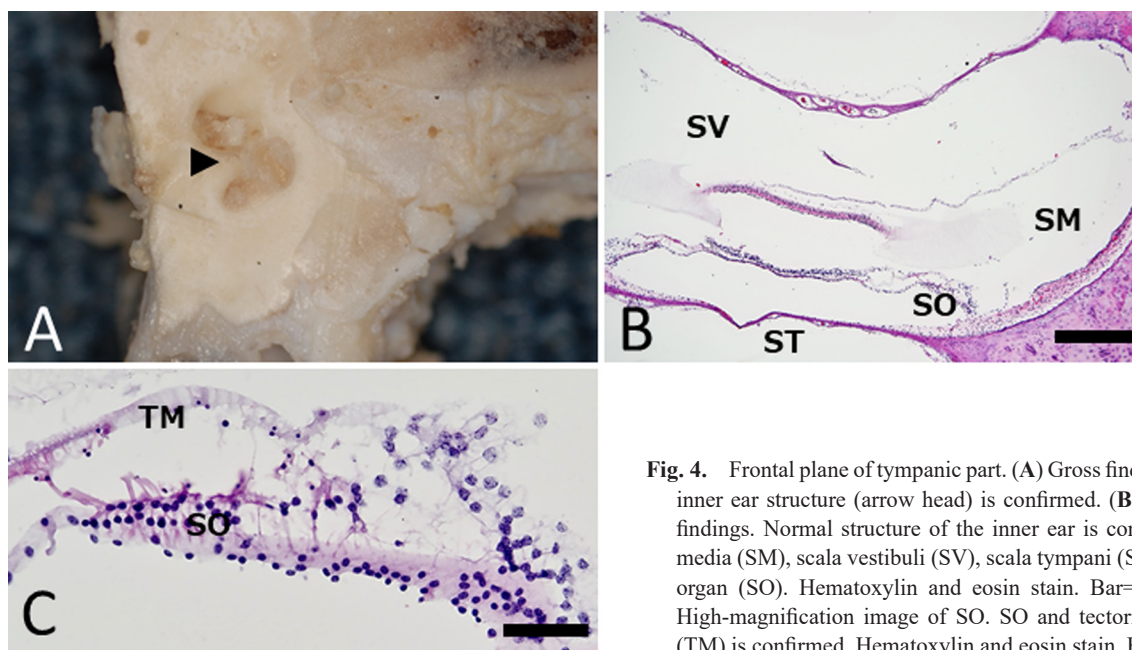 A
SV
SM
SO
B
ST
TM
SO
C
Fig. 4. Frontal plane of tympanic part. (A) Gross
inner ear structure (arrow head) is confirmed. (B
findings. Normal structure of the inner ear is
media (SM), scala vestibuli (SV), scala tympani
organ (SO). Hematoxylin and eosin stain. Bar=
High-magnification image of SO. SO and
(TM) is confirmed. Hematoxylin and eosin stain.